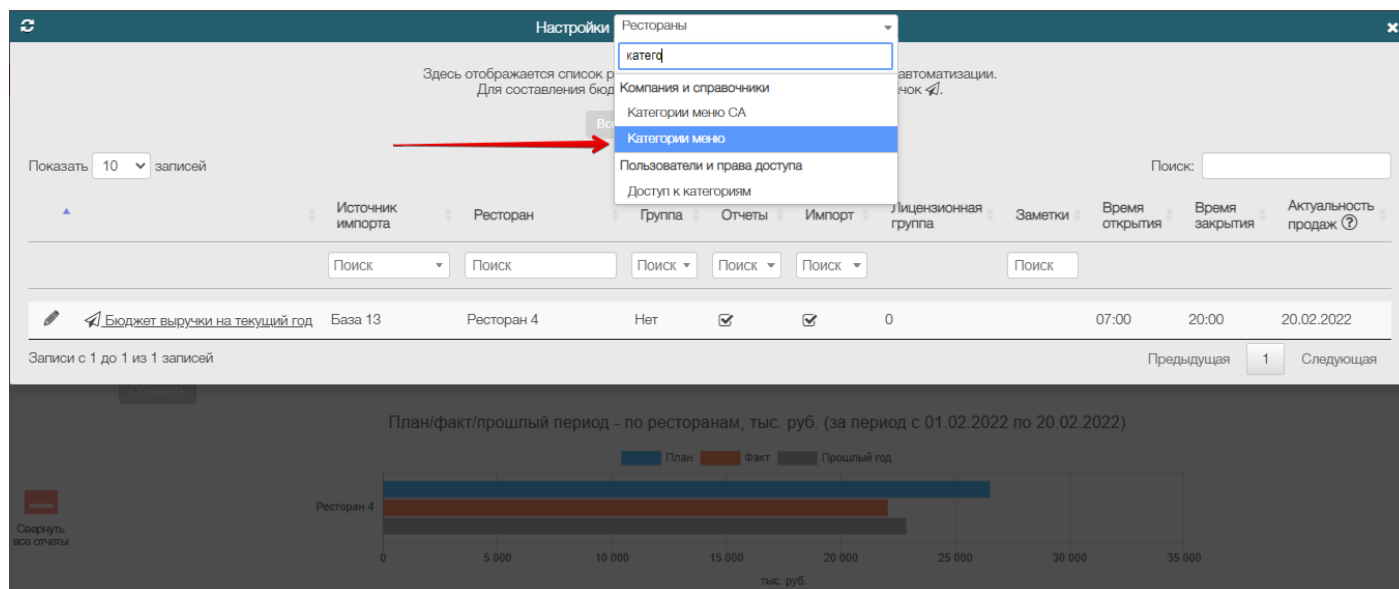 Настройки Рестораны
катего
Здесь отображается список р автоматизации.
Для составления бюд чок
Компания и справочники
Категории меню СА
Категории меню
Пользователи и права доступа
Доступ к категориям
Показать 10 записей
Поиск:
Источник импорта Ресторан Группа Отчеты Импорт Лицензионная группа Заметки Время открытия Время закрытия Актуальность продаж ?
Поиск Поиск Поиск Поиск Поиск Поиск
Бюджет выручки на текущий год База 13 Ресторан 4 Нет 0 07:00 20:00 20.02.2022
Записи с 1 до 1 из 1 записей
Предыдущая 1 Следующая
Обновить
План/факт/прошлый период - по ресторанам, тыс. руб. (за период с 01.02.2022 по 20.02.2022)
План Факт Прошлый год
Ресторан 4
Свернуть
все отчеты
0 5 000 10 000 15 000 20 000 25 000 30 000 35 000
тыс. руб.